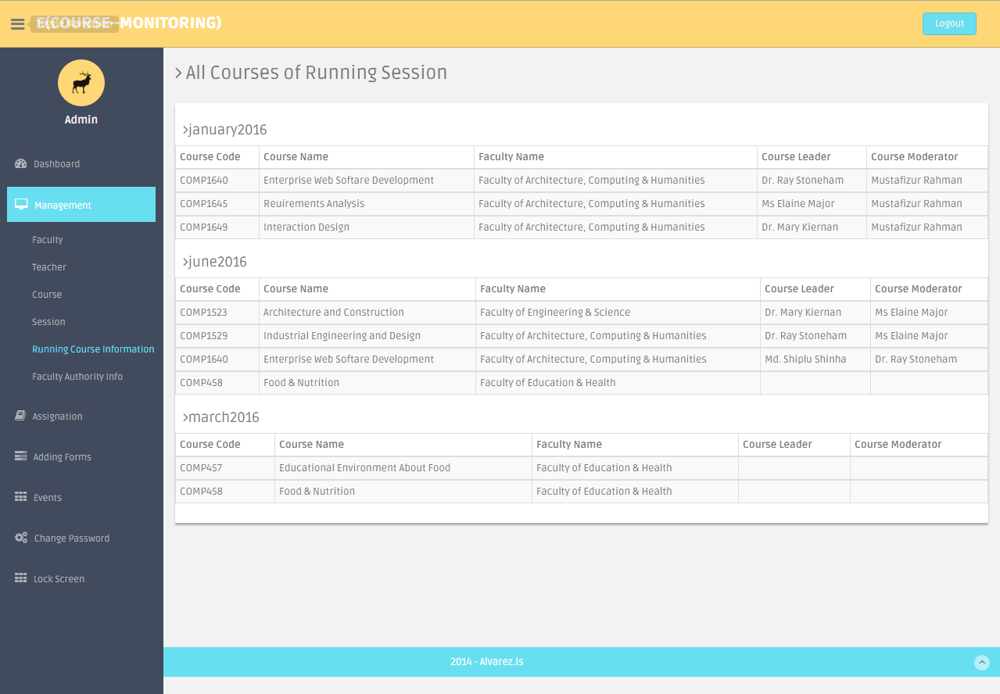 E(COURSE MONITORING)
Toggle Navigation
Logout
Admin
Dashboard
Management
Faculty
Teacher
Course
Session
Running Course Information
Faculty Authority Info
Assignation
Adding Forms
Events
Change Password
Lock Screen
All Courses of Running Session
>january2016
Course Code Course Name Faculty Name Course Leader Course Moderator
COMP1640 Enterprise Web Softare Development Faculty of Architecture, Computing & Humanities Dr. Ray Stoneham Mustafizur Rahman
COMP1645 Reuirements Analysis Faculty of Architecture, Computing & Humanities Ms Elaine Major Mustafizur Rahman
COMP1649 Interaction Design Faculty of Architecture, Computing & Humanities Dr. Mary Kiernan Mustafizur Rahman
>june2016
Course Code Course Name Faculty Name Course Leader Course Moderator
COMP1523 Architecture and Construction Faculty of Engineering & Science Dr. Mary Kiernan Ms Elaine Major
COMP1529 Industrial Engineering and Design Faculty of Architecture, Computing & Humanities Dr. Ray Stoneham Ms Elaine Major
COMP1640 Enterprise Web Softare Development Faculty of Architecture, Computing & Humanities Md. Shiplu Shinha Dr. Ray Stoneham
COMP458 Food & Nutrition Faculty of Education & Health
>march2016
Course Code Course Name Faculty Name Course Leader Course Moderator
COMP457 Educational Environment About Food Faculty of Education & Health
COMP458 Food & Nutrition Faculty of Education & Health
2014 - Alvarez.Is